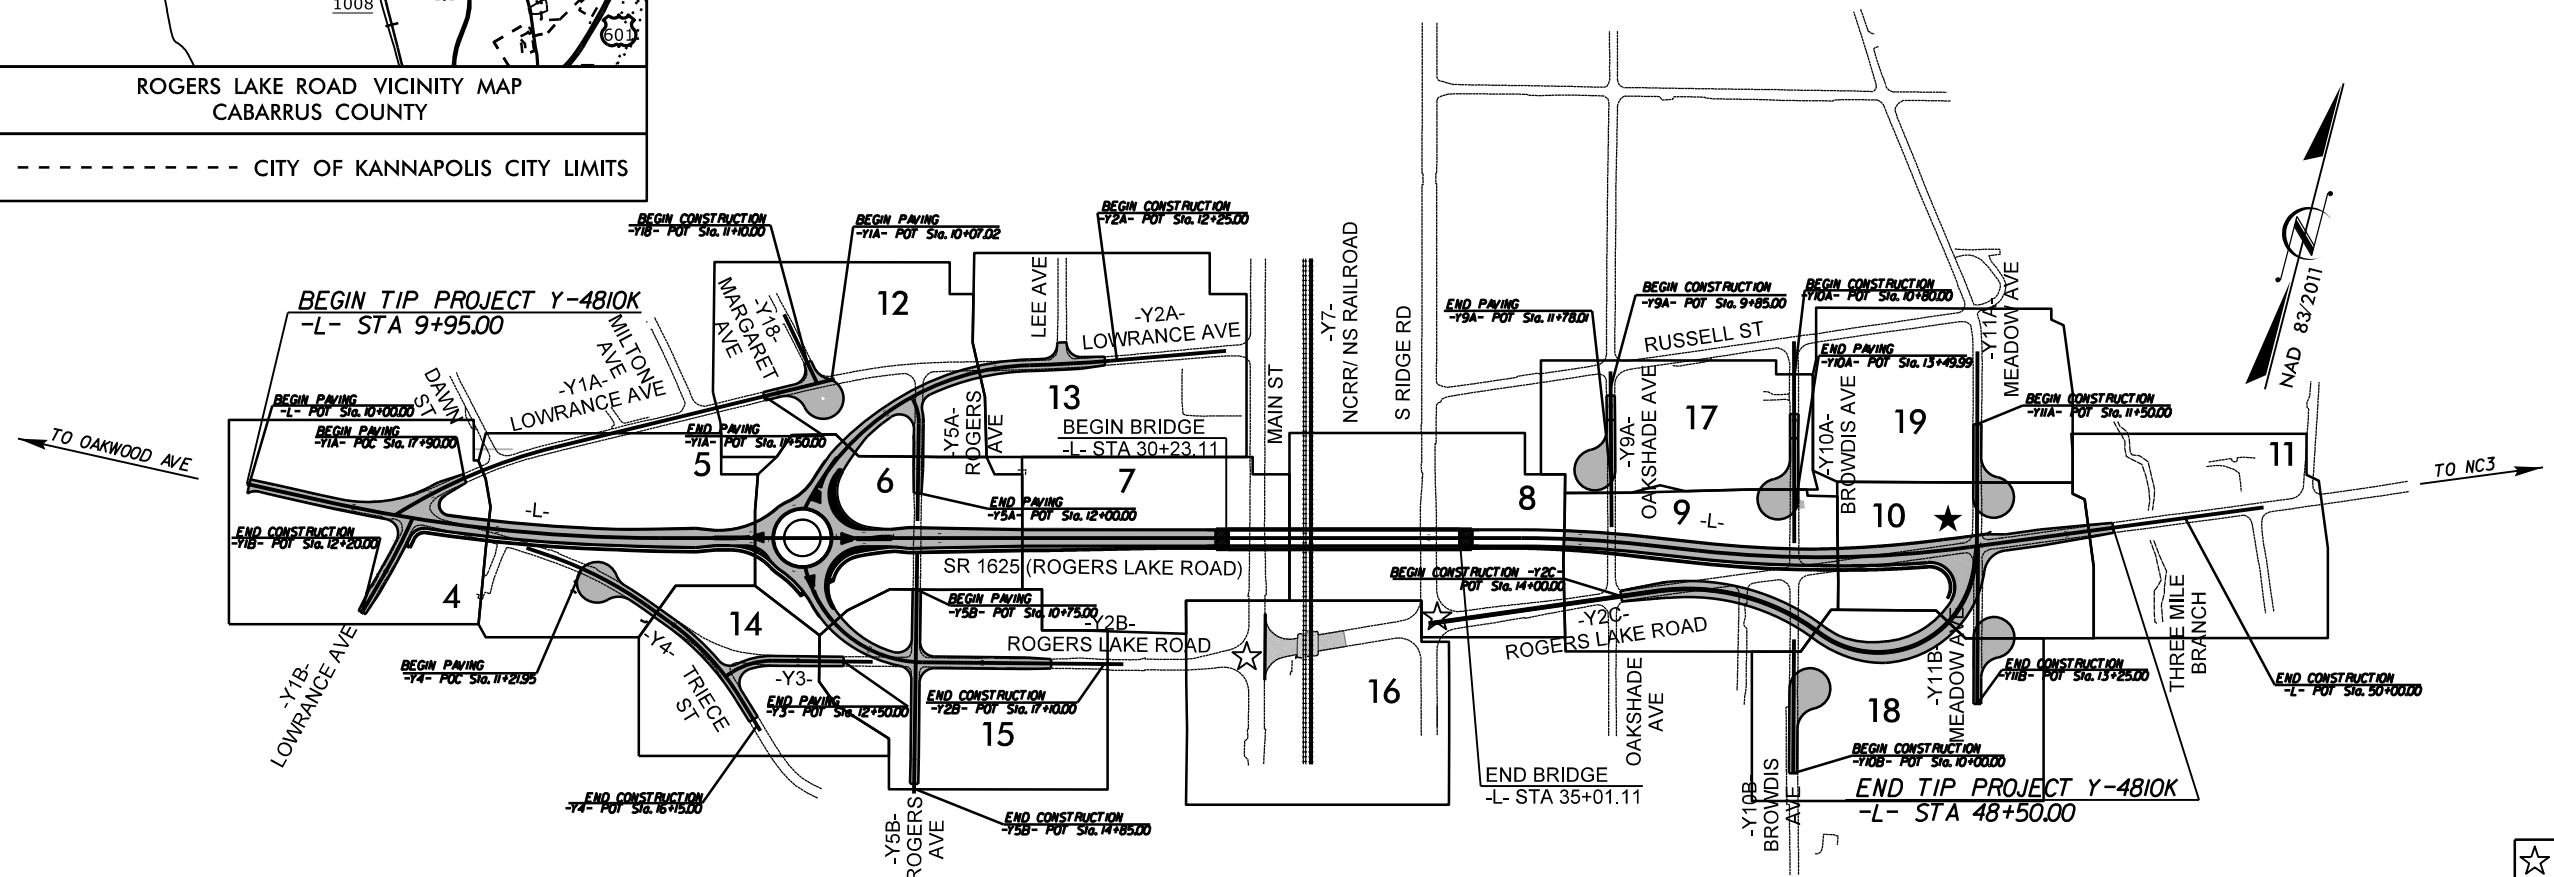 1008
601
ROGERS LAKE ROAD VICINITY MAP
CABARRUS COUNTY
CITY OF KANNAPOLIS CITY LIMITS
BEGIN TIP PROJECT Y-4810K
-L- STA 9+95.00
BEGIN CONSTRUCTION
-Y18- POT Sta. 11+10.00
BEGIN PAVING
-Y1A- POT Sta. 10+07.02
BEGIN CONSTRUCTION
-Y2A- POT Sta. 12+25.00
BEGIN PAVING
-L- POT Sta. 10+00.00
BEGIN PAVING
-Y1A- POC Sta. 17+90.00
TO OAKWOOD AVE
DAWN
ST
MILTON
AVE
-Y1A-
LOWRANCE AVE
-Y18-
MARGARET
AVE
12
LEE AVE
-Y2A-
LOWRANCE AVE
13
END PAVING
-Y1A- POT Sta. 11+50.00
5
6
-Y5A-
ROGERS
AVE
BEGIN BRIDGE
-L- STA 30+23.11
7
END PAVING
-Y5A- POT Sta. 12+00.00
MAIN ST
-Y7-
NCRR/ NS RAILROAD
S RIDGE RD
END PAVING
-Y9A- POT Sta. 11+78.01
BEGIN CONSTRUCTION
-Y9A- POT Sta. 9+85.00
BEGIN CONSTRUCTION
-Y10A- POT Sta. 10+80.00
RUSSELL ST
END PAVING
-Y10A- POT Sta. 13+49.99
-Y9A-
OAKSHADE AVE
17
-Y10A-
BROWDIS AVE
19
-Y11A-
MEADOW AVE
BEGIN CONSTRUCTION
-Y11A- POT Sta. 11+50.00
NAD 83/2011
11
TO NC3
8
9
-L-
10
END CONSTRUCTION
-Y1B- POT Sta. 12+20.00
-L-
SR 1625 (ROGERS LAKE ROAD)
4
-Y1B-
LOWRANCE AVE
BEGIN PAVING
-Y4- POC Sta. 11+21.95
-Y4-
TRIECE
ST
14
-Y3-
END PAVING
-Y3- POT Sta. 12+50.00
BEGIN PAVING
-Y5B- POT Sta. 10+75.00
-Y2B-
ROGERS LAKE ROAD
END CONSTRUCTION
-Y2B- POT Sta. 17+10.00
15
END CONSTRUCTION
-Y4- POT Sta. 16+15.00
-Y5B-
ROGERS
AVE
END CONSTRUCTION
-Y5B- POT Sta. 14+85.00
BEGIN CONSTRUCTION -Y2C-
POT Sta. 14+00.00
-Y2C-
ROGERS LAKE ROAD
16
END BRIDGE
-L- STA 35+01.11
OAKSHADE
AVE
-Y10B-
BROWDIS
AVE
18
-Y11B-
MEADOW AVE
END CONSTRUCTION
-Y11B- POT Sta. 13+25.00
BEGIN CONSTRUCTION
-Y10B- POT Sta. 10+00.00
THREE MILE
BRANCH
END CONSTRUCTION
-L- POT Sta. 50+00.00
END TIP PROJECT Y-4810K
-L- STA 48+50.00